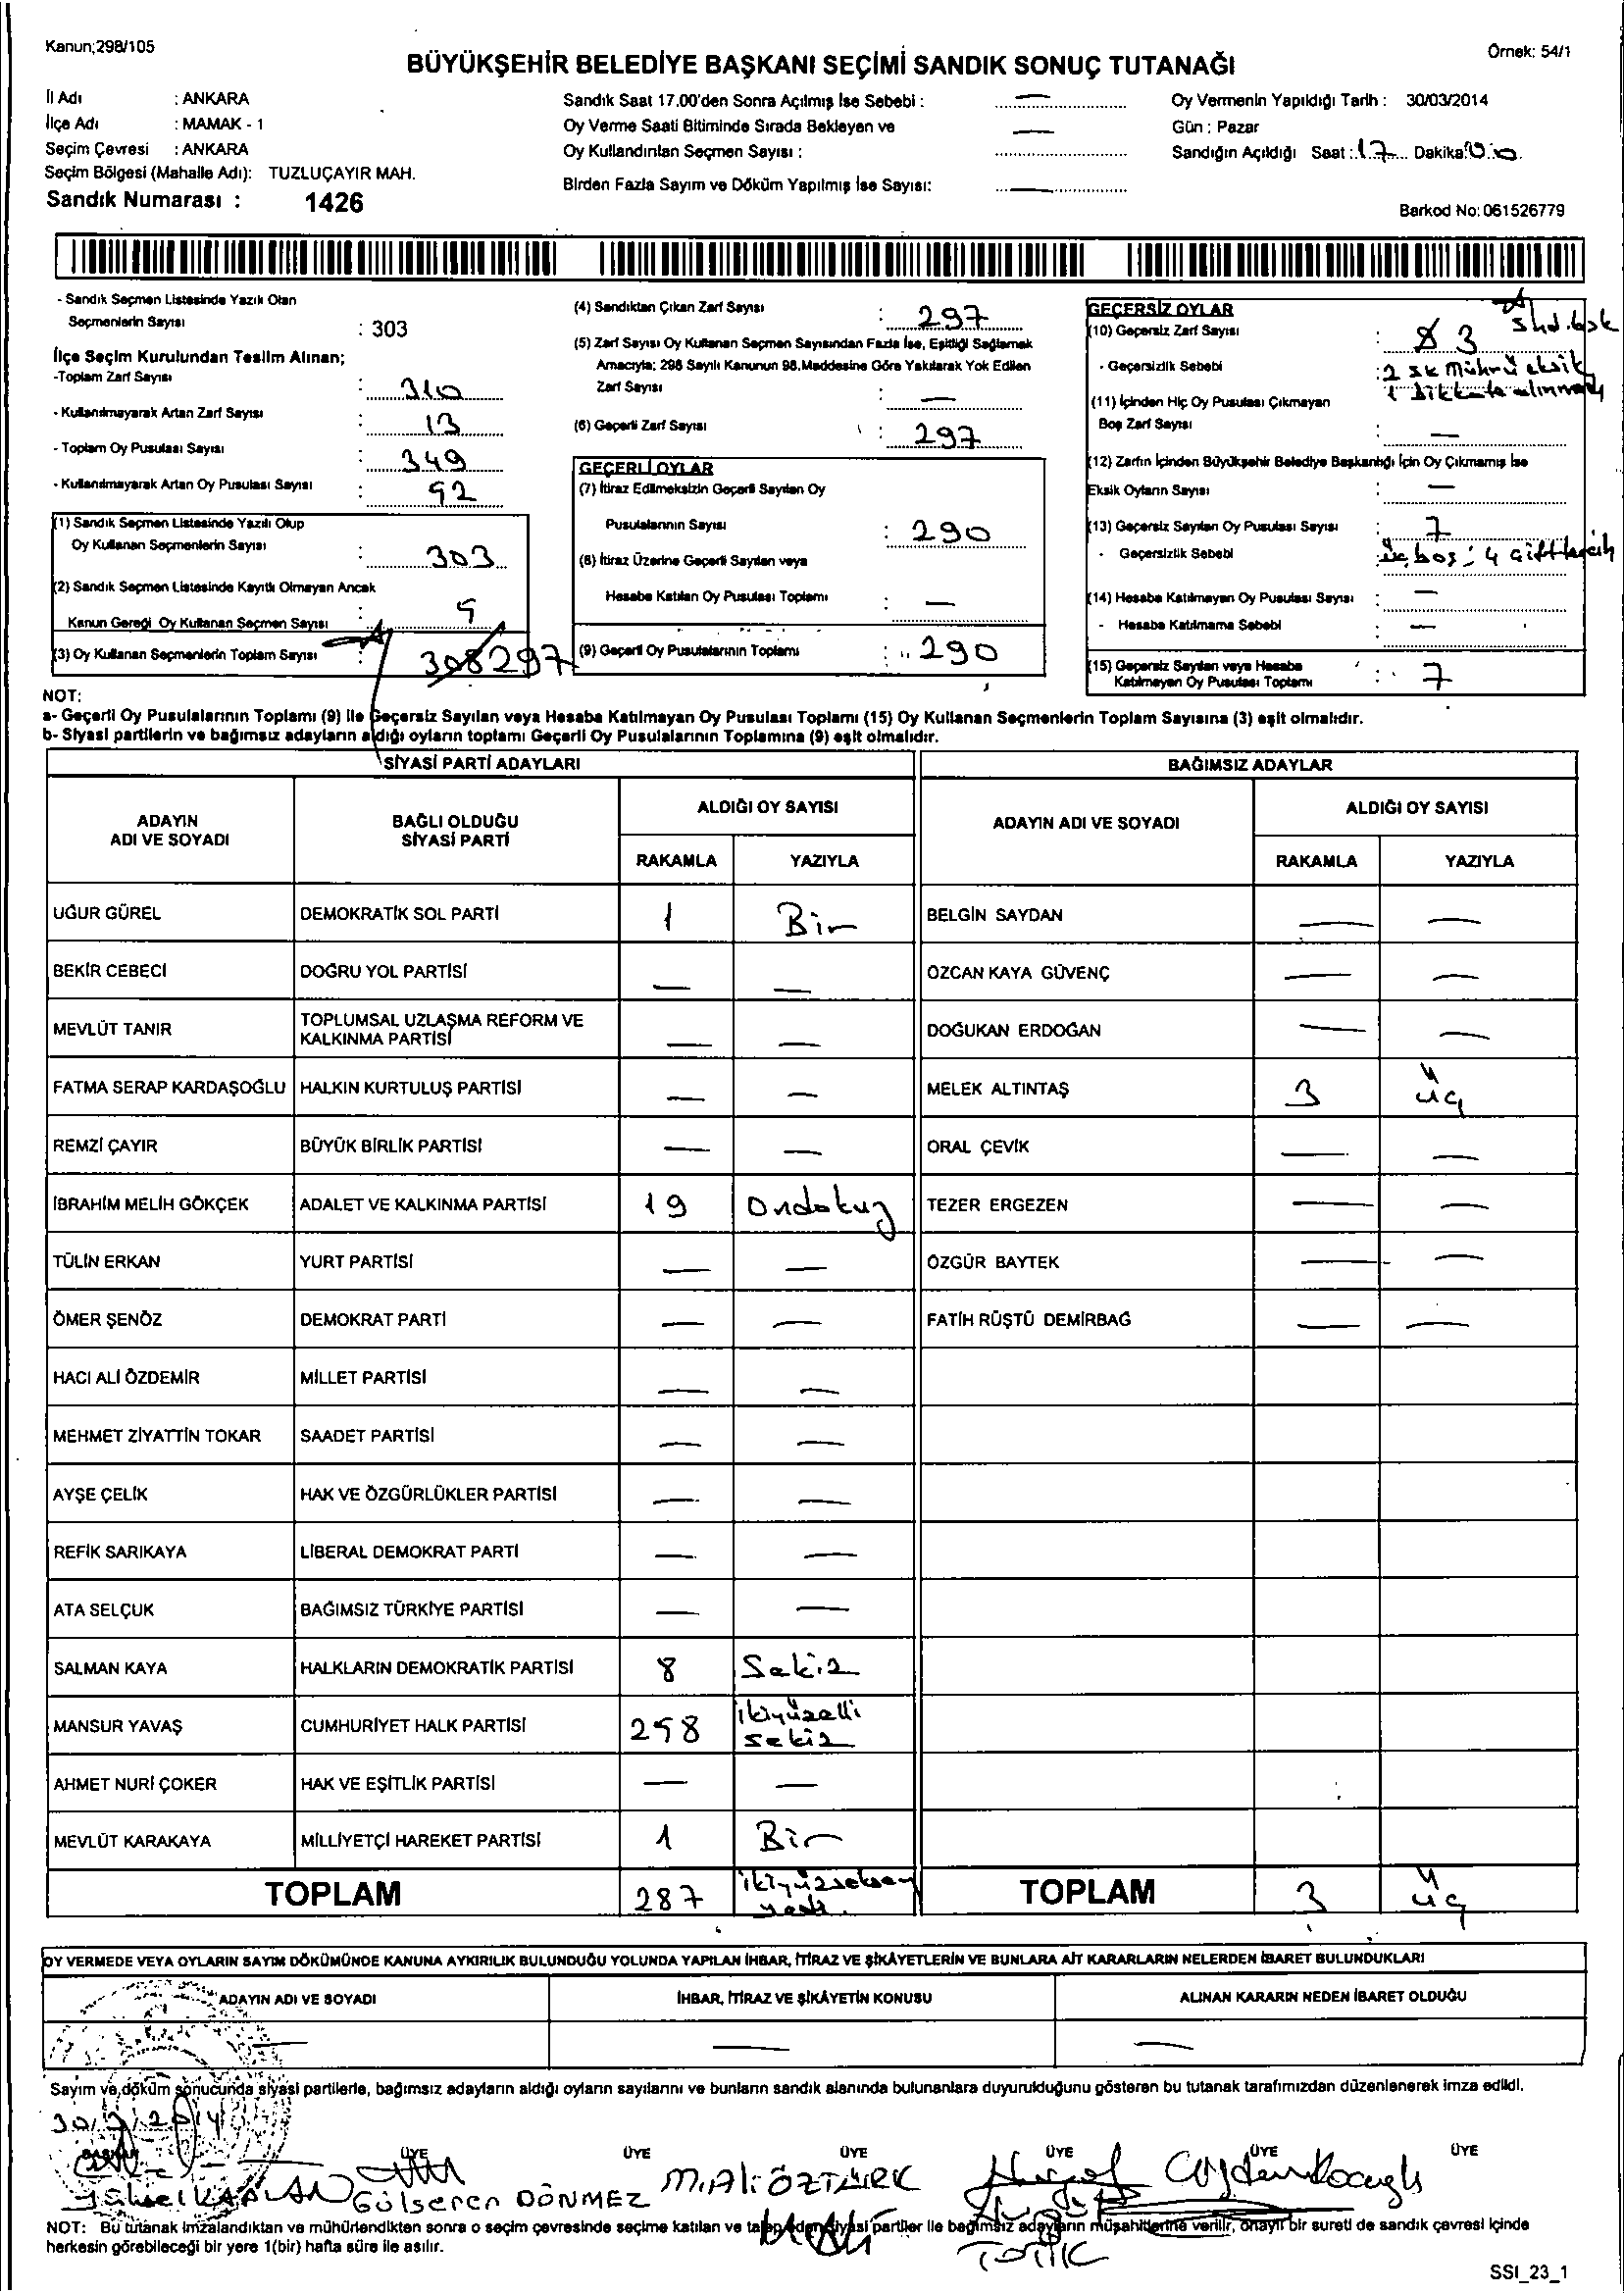 Kanun;298/105
Örnek: 54/1
BÜYÜKŞEHİR BELEDİYE BAŞKANI SEÇİMİ SANDIK SONUÇ TUTANAĞI
İl Adı : ANKARA
İlçe Adı : MAMAK - 1
Seçim Çevresi : ANKARA
Seçim Bölgesi (Mahalle Adı): TUZLUÇAYIR MAH.
Sandık Numarası : 1426
Sandık Saat 17.00'den Sonra Açılmış İse Sebebi : —
Oy Verme Saati Bitiminde Sırada Bekleyen ve
Oy Kullandırılan Seçmen Sayısı : —
Birden Fazla Sayım ve Döküm Yapılmış İse Sayısı: —
Oy Vermenin Yapıldığı Tarih : 30/03/2014
Gün : Pazar
Sandığın Açıldığı Saat : 17 Dakika: 00
Barkod No: 061526779
- Sandık Seçmen Listesinde Yazılı Olan
Seçmenlerin Sayısı : 303
İlçe Seçim Kurulundan Teslim Alınan;
-Toplam Zarf Sayısı : 310
- Kullanılmayarak Artan Zarf Sayısı : 13
- Toplam Oy Pusulası Sayısı : 349
- Kullanılmayarak Artan Oy Pusulası Sayısı : 52
(1) Sandık Seçmen Listesinde Yazılı Olup
Oy Kullanan Seçmenlerin Sayısı : 303
(2) Sandık Seçmen Listesinde Kayıtlı Olmayan Ancak
Kanun Gereği Oy Kullanan Seçmen Sayısı : 5
(3) Oy Kullanan Seçmenlerin Toplam Sayısı : 308 297
(4) Sandıktan Çıkan Zarf Sayısı : 297
(5) Zarf Sayısı Oy Kullanan Seçmen Sayısından Fazla İse, Eşitliği Sağlamak
Amacıyla; 298 Sayılı Kanunun 98.Maddesine Göre Yakılarak Yok Edilen
Zarf Sayısı : —
(6) Geçerli Zarf Sayısı : 297
GEÇERLİ OYLAR
(7) İtiraz Edilmeksizin Geçerli Sayılan Oy
Pusulalarının Sayısı : 290
(8) İtiraz Üzerine Geçerli Sayılan veya
Hesaba Katılan Oy Pusulası Toplamı : —
(9) Geçerli Oy Pusulalarının Toplamı : 290
GEÇERSİZ OYLAR
(10) Geçersiz Zarf Sayısı : 8 3
- Geçersizlik Sebebi : 2 sk mührü eksik
1 dikkate alınmadı
(11) İçinden Hiç Oy Pusulası Çıkmayan
Boş Zarf Sayısı : —
(12) Zarfın İçinden Büyükşehir Belediye Başkanlığı İçin Oy Çıkmamış İse
Eksik Oyların Sayısı : —
(13) Geçersiz Sayılan Oy Pusulası Sayısı : 7
- Geçersizlik Sebebi : üç boş; 4 çift tercih
(14) Hesaba Katılmayan Oy Pusulası Sayısı : —
- Hesaba Katılmama Sebebi : —
(15) Geçersiz Sayılan veya Hesaba
Katılmayan Oy Pusulası Toplamı : 7
NOT:
a- Geçerli Oy Pusulalarının Toplamı (9) ile Geçersiz Sayılan veya Hesaba Katılmayan Oy Pusulası Toplamı (15) Oy Kullanan Seçmenlerin Toplam Sayısına (3) eşit olmalıdır.
b- Siyasi partilerin ve bağımsız adayların aldığı oyların toplamı Geçerli Oy Pusulalarının Toplamına (9) eşit olmalıdır.
SİYASİ PARTİ ADAYLARI BAĞIMSIZ ADAYLAR
ADAYIN ADI VE SOYADI BAĞLI OLDUĞU SİYASİ PARTİ ALDIĞI OY SAYISI ADAYIN ADI VE SOYADI ALDIĞI OY SAYISI
RAKAMLA YAZIYLA RAKAMLA YAZIYLA
UĞUR GÜREL DEMOKRATİK SOL PARTİ 1 Bir BELGİN SAYDAN — —
BEKİR CEBECİ DOĞRU YOL PARTİSİ — — ÖZCAN KAYA GÜVENÇ — —
MEVLÜT TANIR TOPLUMSAL UZLAŞMA REFORM VE KALKINMA PARTİSİ — — DOĞUKAN ERDOĞAN — —
FATMA SERAP KARDAŞOĞLU HALKIN KURTULUŞ PARTİSİ — — MELEK ALTINTAŞ 3 üç
REMZİ ÇAYIR BÜYÜK BİRLİK PARTİSİ — — ORAL ÇEVİK — —
İBRAHİM MELİH GÖKÇEK ADALET VE KALKINMA PARTİSİ 19 Ondokuz TEZER ERGEZEN — —
TÜLİN ERKAN YURT PARTİSİ — — ÖZGÜR BAYTEK — —
ÖMER ŞENÖZ DEMOKRAT PARTİ — — FATİH RÜŞTÜ DEMİRBAĞ — —
HACI ALİ ÖZDEMİR MİLLET PARTİSİ — —
MEHMET ZİYATTİN TOKAR SAADET PARTİSİ — —
AYŞE ÇELİK HAK VE ÖZGÜRLÜKLER PARTİSİ — —
REFİK SARIKAYA LİBERAL DEMOKRAT PARTİ — —
ATA SELÇUK BAĞIMSIZ TÜRKİYE PARTİSİ — —
SALMAN KAYA HALKLARIN DEMOKRATİK PARTİSİ 8 Sekiz
MANSUR YAVAŞ CUMHURİYET HALK PARTİSİ 258 ikiyüzelli sekiz
AHMET NURİ ÇOKER HAK VE EŞİTLİK PARTİSİ — —
MEVLÜT KARAKAYA MİLLİYETÇİ HAREKET PARTİSİ 1 Bir
TOPLAM 287 ikiyüzseksen yedi. TOPLAM 3 üç
OY VERMEDE VEYA OYLARIN SAYIM DÖKÜMÜNDE KANUNA AYKIRILIK BULUNDUĞU YOLUNDA YAPILAN İHBAR, İTİRAZ VE ŞİKÂYETLERİN VE BUNLARA AİT KARARLARIN NELERDEN İBARET BULUNDUKLARI
ADAYIN ADI VE SOYADI İHBAR, İTİRAZ VE ŞİKÂYETİN KONUSU ALINAN KARARIN NEDEN İBARET OLDUĞU
— — —
Sayım ve döküm sonucunda siyasi partilerle, bağımsız adayların aldığı oyların sayılarını ve bunların sandık alanında bulunanlara duyurulduğunu gösteren bu tutanak tarafımızdan düzenlenerek imza edildi.
30/3/2014
BAŞKAN ÜYE ÜYE ÜYE ÜYE ÜYE ÜYE
Yüksel KAPLAN Gülseren DÖNMEZ M.Ali ÖZTÜRK
NOT: Bu tutanak imzalandıktan ve mühürlendikten sonra o seçim çevresinde seçime katılan ve talep eden siyasi partiler ile bağımsız adayların müşahitlerine verilir, onaylı bir sureti de sandık çevresi içinde
herkesin görebileceği bir yere 1(bir) hafta süre ile asılır.
SSI_23_1